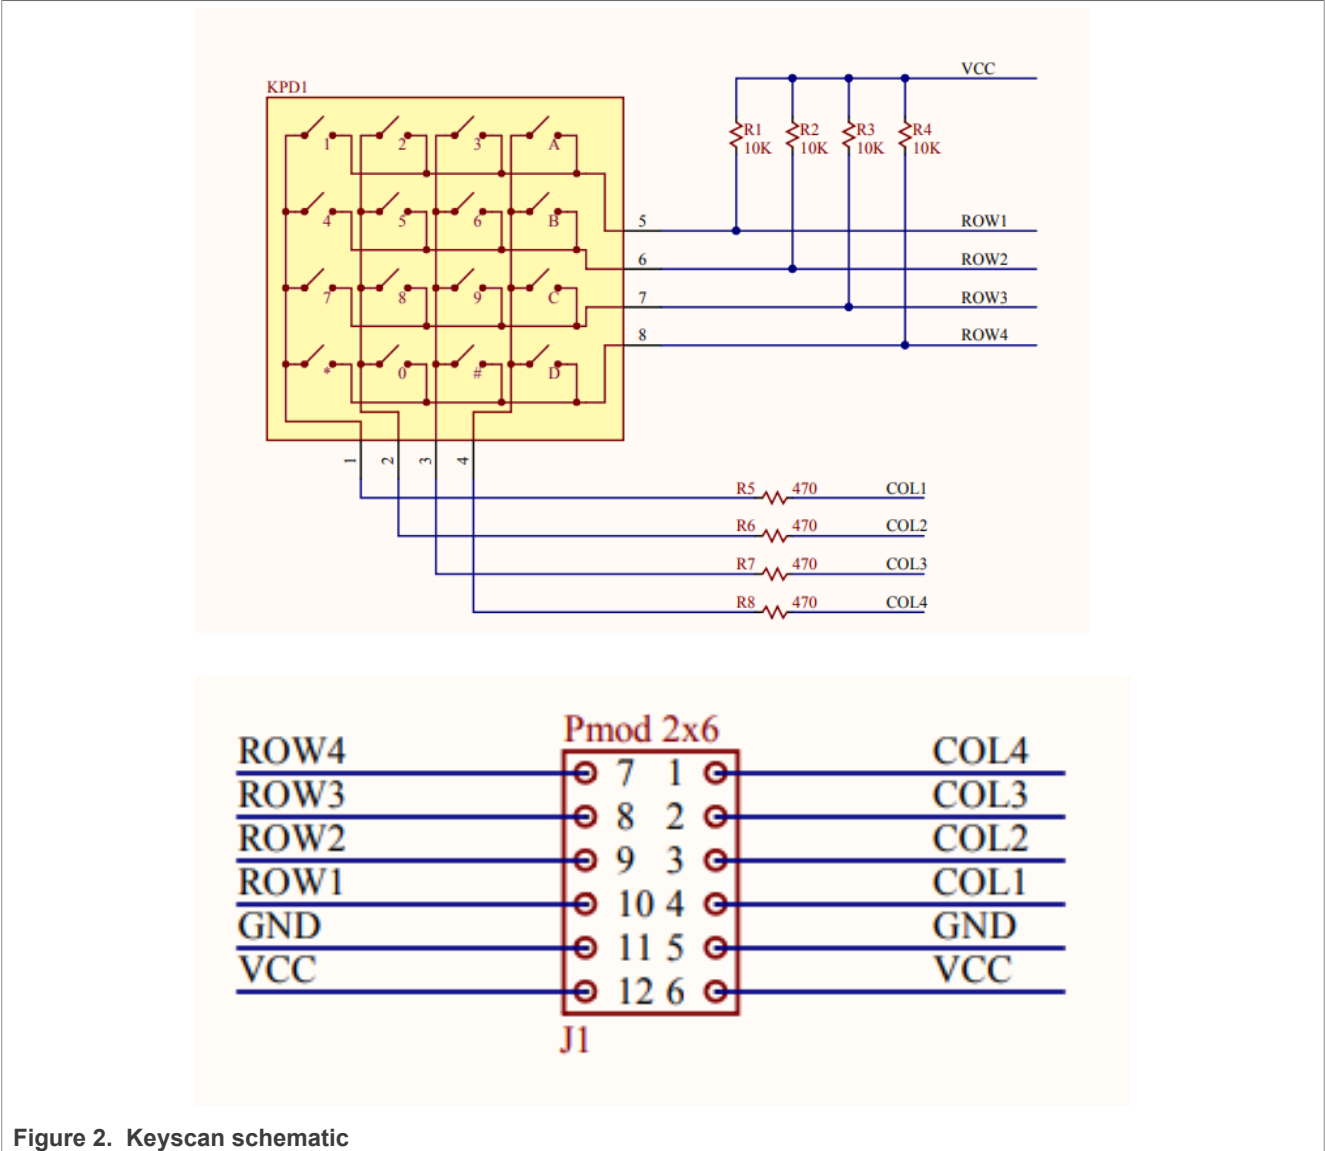 KPD1
VCC
R1 R2 R3 R4
10K 10K 10K 10K
1 2 3 A
4 5 6 B
7 8 9 C
* 0 # D
5 ROW1
6 ROW2
7 ROW3
8 ROW4
1 2 3 4
R5 470 COL1
R6 470 COL2
R7 470 COL3
R8 470 COL4
Pmod 2x6
ROW4 7 1 COL4
ROW3 8 2 COL3
ROW2 9 3 COL2
ROW1 10 4 COL1
GND 11 5 GND
VCC 12 6 VCC
J1
Figure 2. Keyscan schematic